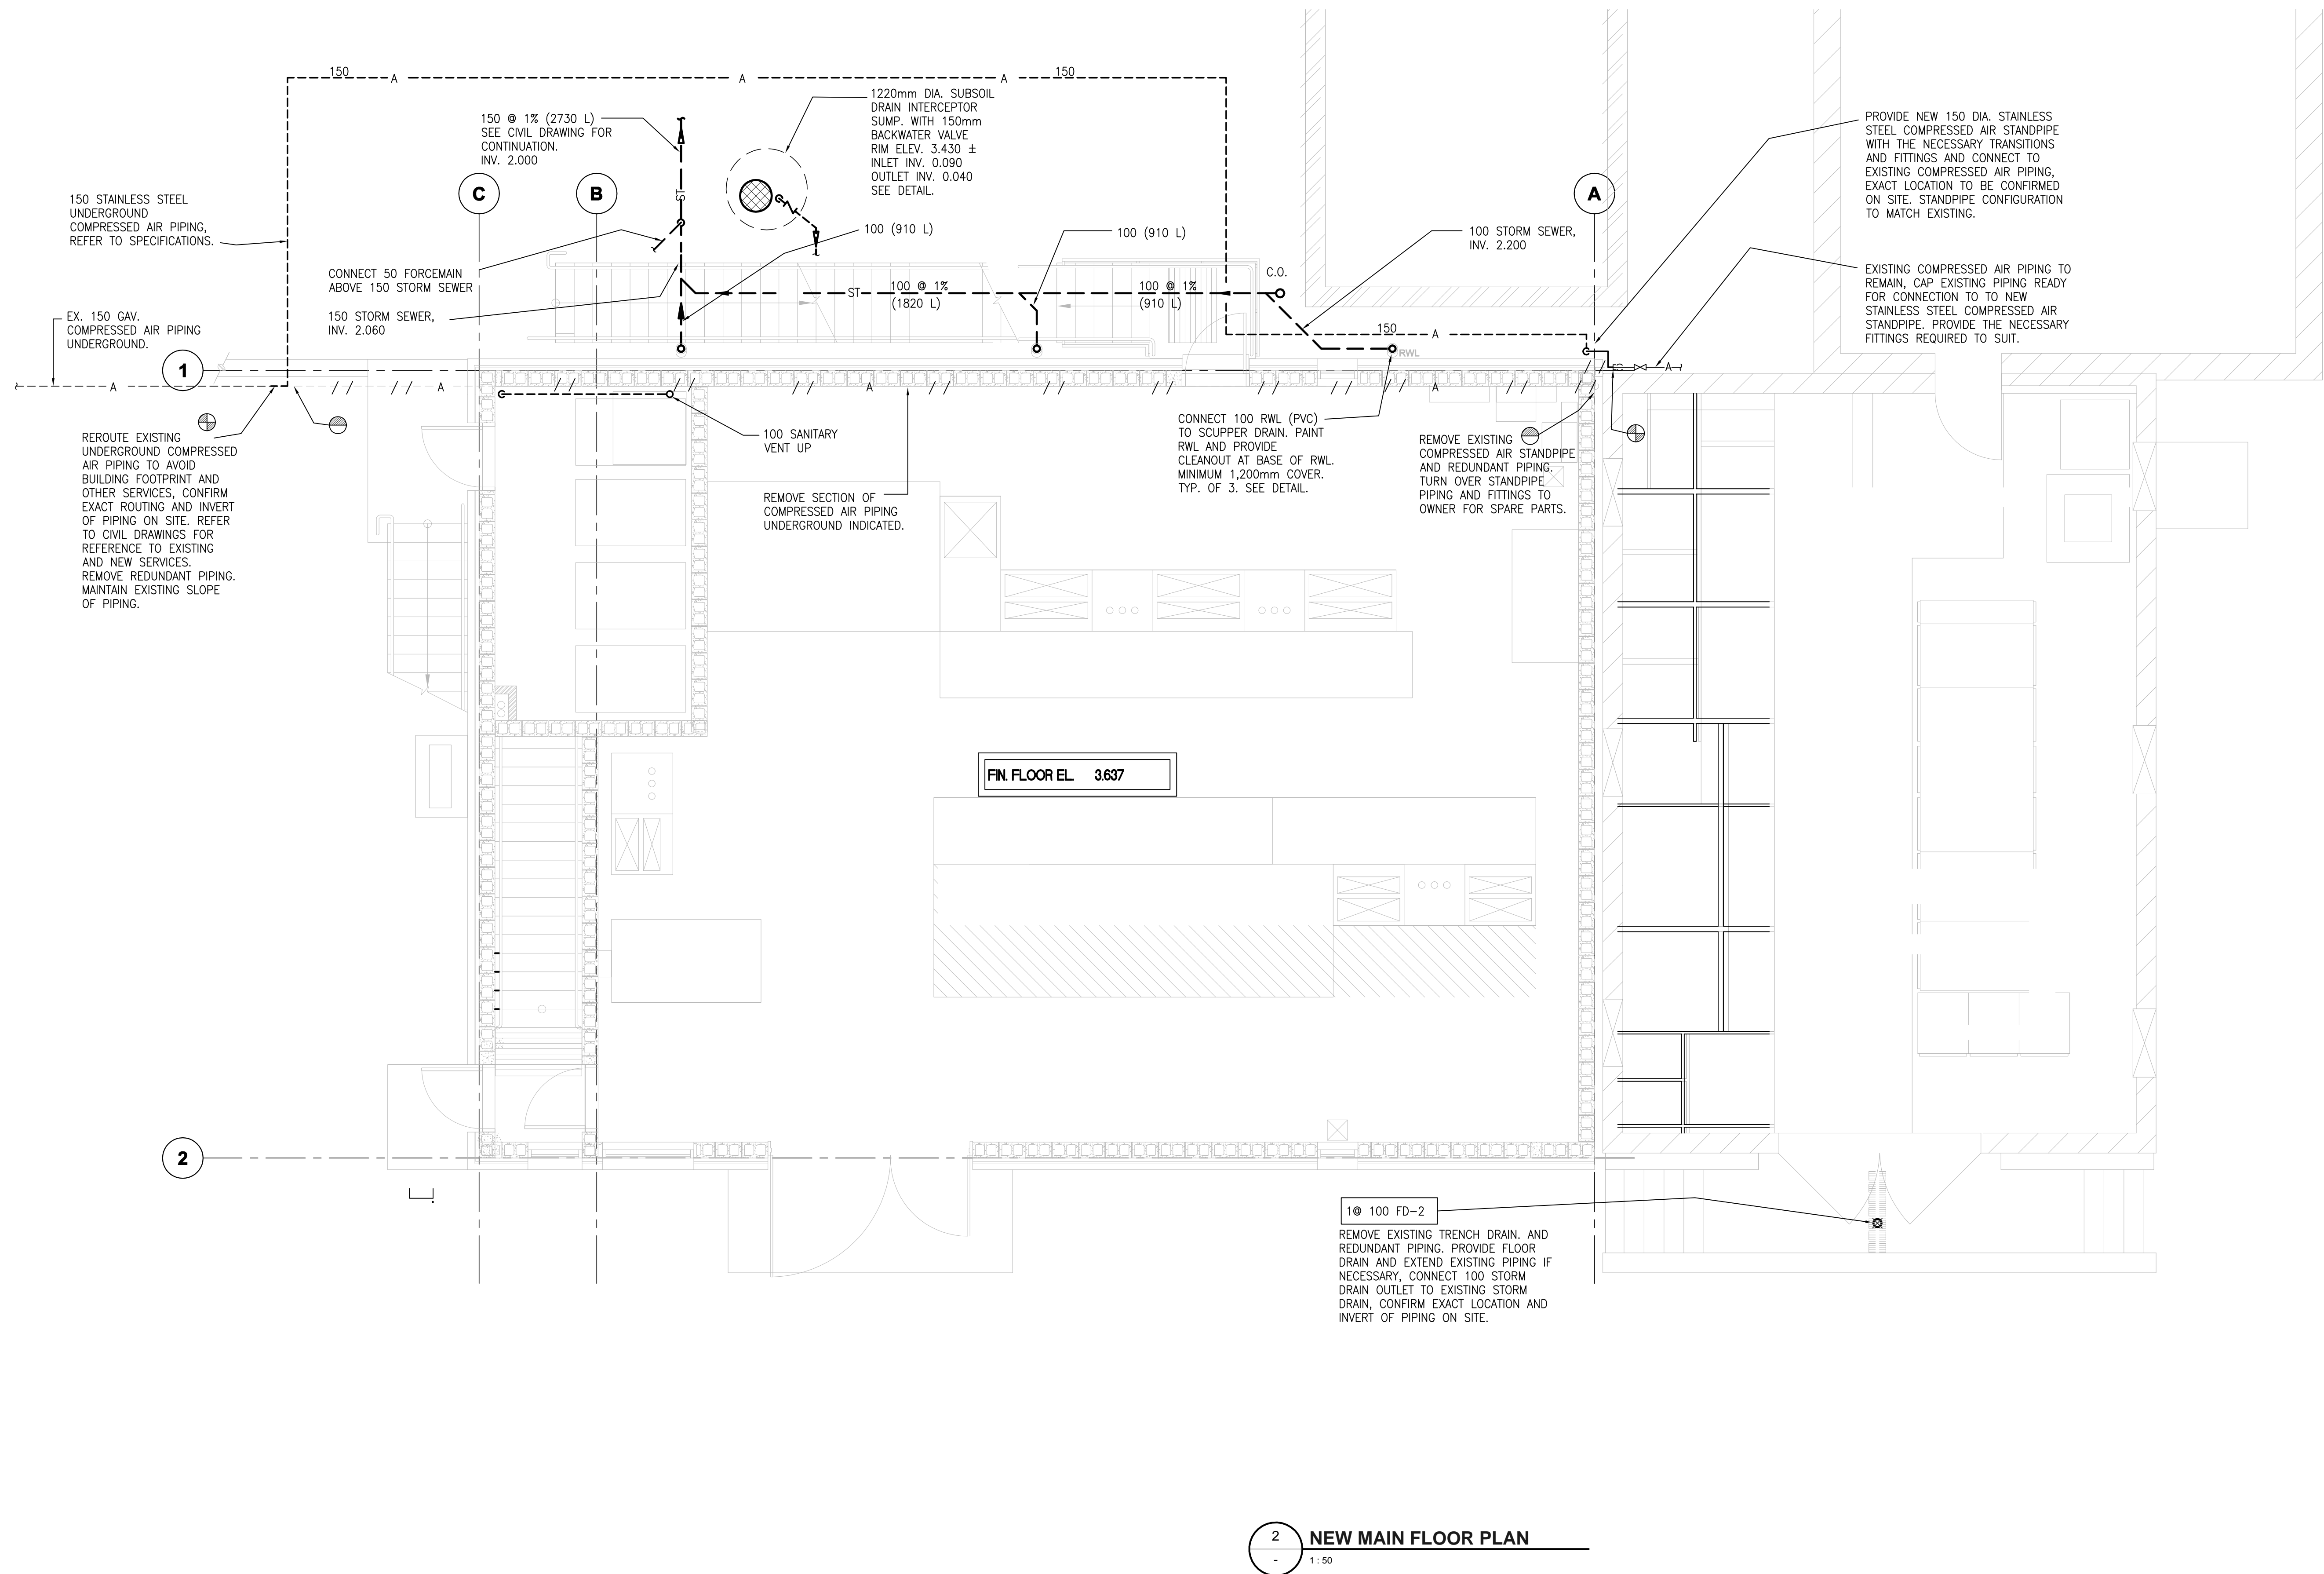 150
A
A
A
150
150 @ 1% (2730 L)
SEE CIVIL DRAWING FOR
CONTINUATION.
INV. 2.000
1220mm DIA. SUBSOIL
DRAIN INTERCEPTOR
SUMP. WITH 150mm
BACKWATER VALVE
RIM ELEV. 3.430 ±
INLET INV. 0.090
OUTLET INV. 0.040
SEE DETAIL.
PROVIDE NEW 150 DIA. STAINLESS
STEEL COMPRESSED AIR STANDPIPE
WITH THE NECESSARY TRANSITIONS
AND FITTINGS AND CONNECT TO
EXISTING COMPRESSED AIR PIPING,
EXACT LOCATION TO BE CONFIRMED
ON SITE. STANDPIPE CONFIGURATION
TO MATCH EXISTING.
C
B
A
150 STAINLESS STEEL
UNDERGROUND
COMPRESSED AIR PIPING,
REFER TO SPECIFICATIONS.
ST
100 (910 L)
100 (910 L)
100 STORM SEWER,
INV. 2.200
CONNECT 50 FORCEMAIN
ABOVE 150 STORM SEWER
C.O.
EXISTING COMPRESSED AIR PIPING TO
REMAIN, CAP EXISTING PIPING READY
FOR CONNECTION TO TO NEW
STAINLESS STEEL COMPRESSED AIR
STANDPIPE. PROVIDE THE NECESSARY
FITTINGS REQUIRED TO SUIT.
ST
100 @ 1%
(1820 L)
100 @ 1%
(910 L)
EX. 150 GAV.
COMPRESSED AIR PIPING
UNDERGROUND.
150 STORM SEWER,
INV. 2.060
150
A
RWL
A
1
A
A
A
A
REROUTE EXISTING
UNDERGROUND COMPRESSED
AIR PIPING TO AVOID
BUILDING FOOTPRINT AND
OTHER SERVICES, CONFIRM
EXACT ROUTING AND INVERT
OF PIPING ON SITE. REFER
TO CIVIL DRAWINGS FOR
REFERENCE TO EXISTING
AND NEW SERVICES.
REMOVE REDUNDANT PIPING.
MAINTAIN EXISTING SLOPE
OF PIPING.
100 SANITARY
VENT UP
REMOVE SECTION OF
COMPRESSED AIR PIPING
UNDERGROUND INDICATED.
CONNECT 100 RWL (PVC)
TO SCUPPER DRAIN. PAINT
RWL AND PROVIDE
CLEANOUT AT BASE OF RWL.
MINIMUM 1,200mm COVER.
TYP. OF 3. SEE DETAIL.
REMOVE EXISTING
COMPRESSED AIR STANDPIPE
AND REDUNDANT PIPING.
TURN OVER STANDPIPE
PIPING AND FITTINGS TO
OWNER FOR SPARE PARTS.
FIN. FLOOR EL. 3.637
2
1@ 100 FD-2
REMOVE EXISTING TRENCH DRAIN. AND
REDUNDANT PIPING. PROVIDE FLOOR
DRAIN AND EXTEND EXISTING PIPING IF
NECESSARY, CONNECT 100 STORM
DRAIN OUTLET TO EXISTING STORM
DRAIN, CONFIRM EXACT LOCATION AND
INVERT OF PIPING ON SITE.
2
-
NEW MAIN FLOOR PLAN
1 : 50